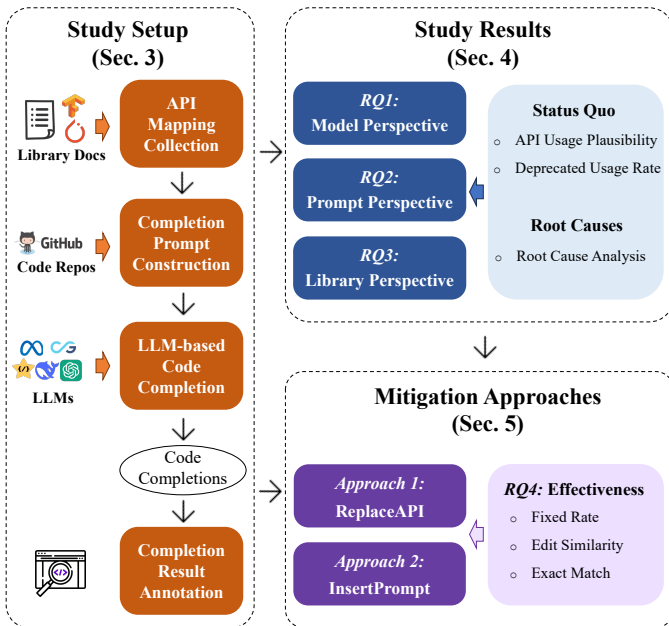 Study Setup
(Sec. 3)
Library Docs
API
Mapping
Collection
GitHub
Code Repos
Completion
Prompt
Construction
LLMs
LLM-based
Code
Completion
Code
Completions
Completion
Result
Annotation
Study Results
(Sec. 4)
RQ1:
Model Perspective
RQ2:
Prompt Perspective
RQ3:
Library Perspective
Status Quo
API Usage Plausibility
Deprecated Usage Rate
Root Causes
Root Cause Analysis
Mitigation Approaches
(Sec. 5)
Approach 1:
ReplaceAPI
Approach 2:
InsertPrompt
RQ4: Effectiveness
Fixed Rate
Edit Similarity
Exact Match